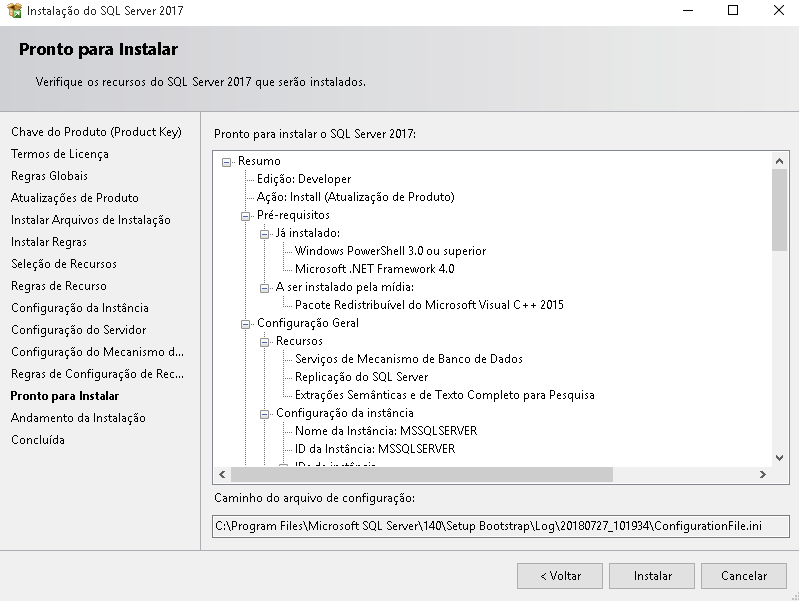 Instalação do SQL Server 2017
Pronto para Instalar
Verifique os recursos do SQL Server 2017 que serão instalados.
Chave do Produto (Product Key)
Termos de Licença
Regras Globais
Atualizações de Produto
Instalar Arquivos de Instalação
Instalar Regras
Seleção de Recursos
Regras de Recurso
Configuração da Instância
Configuração do Servidor
Configuração do Mecanismo d...
Regras de Configuração de Rec...
Pronto para Instalar
Andamento da Instalação
Concluída
Pronto para instalar o SQL Server 2017:
Resumo
Edição: Developer
Ação: Install (Atualização de Produto)
Pré-requisitos
Já instalado:
Windows PowerShell 3.0 ou superior
Microsoft .NET Framework 4.0
A ser instalado pela mídia:
Pacote Redistribuível do Microsoft Visual C++ 2015
Configuração Geral
Recursos
Serviços de Mecanismo de Banco de Dados
Replicação do SQL Server
Extrações Semânticas e de Texto Completo para Pesquisa
Configuração da instância
Nome da Instância: MSSQLSERVER
ID da Instância: MSSQLSERVER
Caminho do arquivo de configuração:
C:\Program Files\Microsoft SQL Server\140\Setup Bootstrap\Log\20180727_101934\ConfigurationFile.ini
< Voltar
Instalar
Cancelar